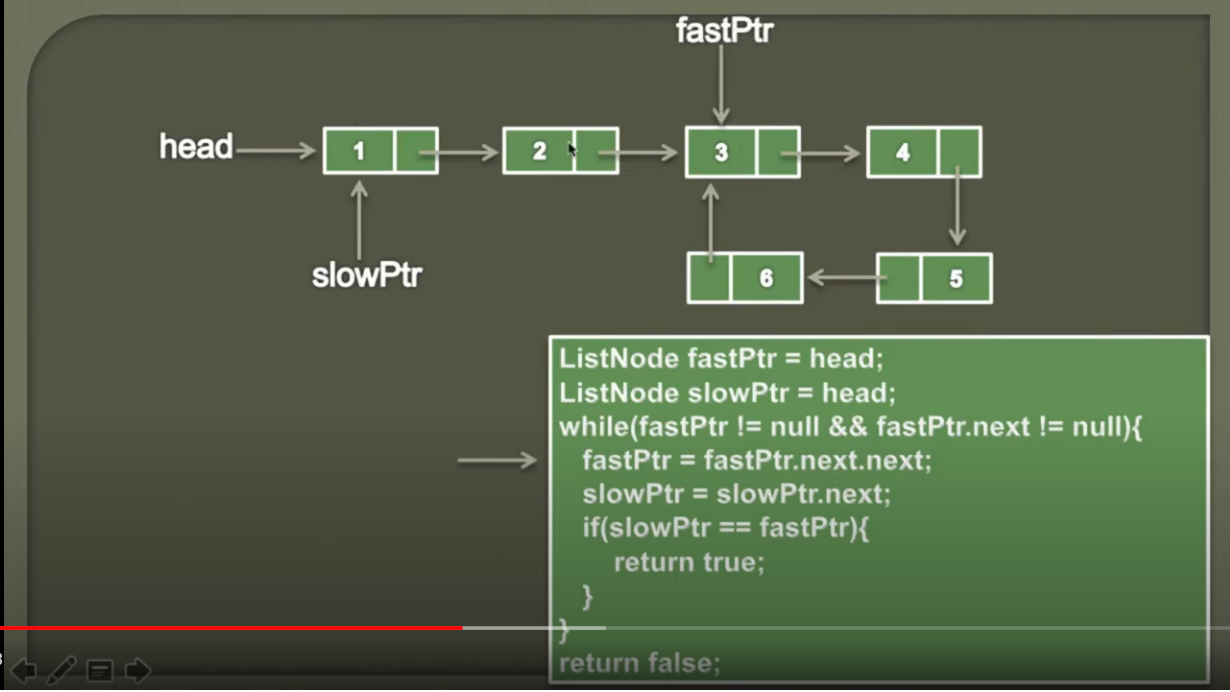 fastPtr
head
1
2
3
4
slowPtr
6
5
ListNode fastPtr = head;
ListNode slowPtr = head;
while(fastPtr != null && fastPtr.next != null){
fastPtr = fastPtr.next.next;
slowPtr = slowPtr.next;
if(slowPtr == fastPtr){
return true;
}
}
return false;